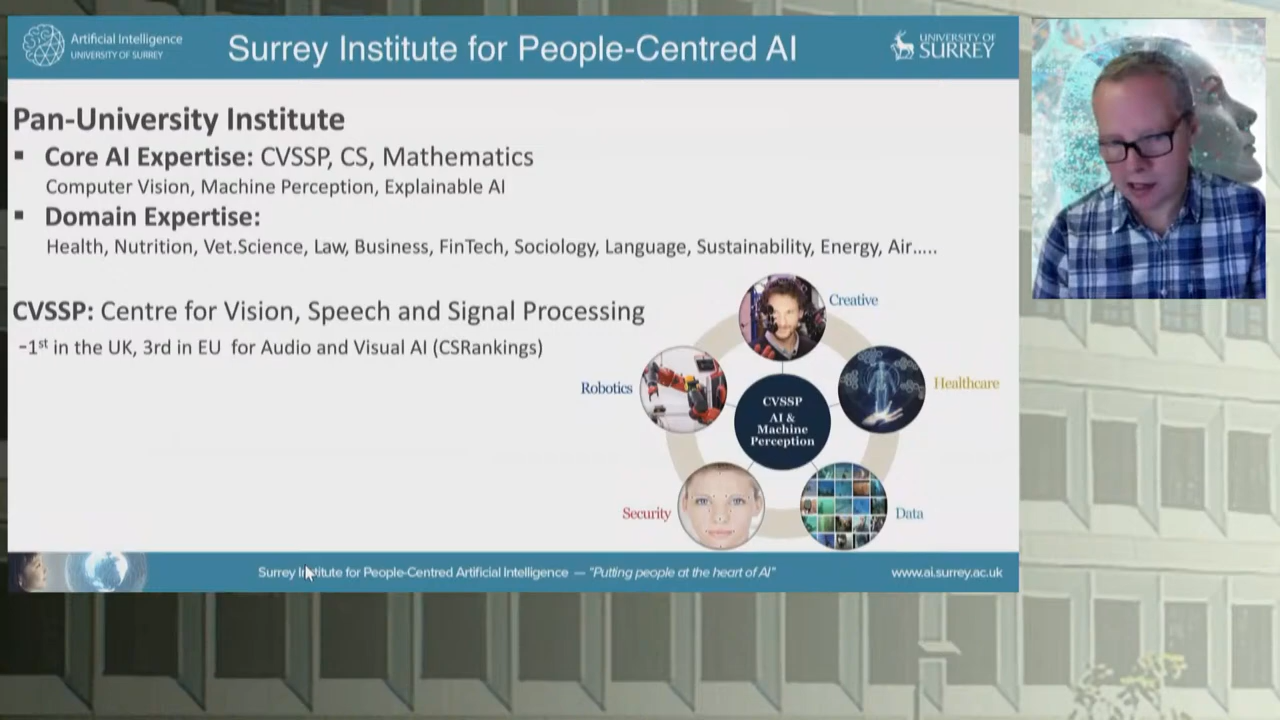 Artificial Intelligence
UNIVERSITY OF SURREY
Surrey Institute for People-Centred AI
UNIVERSITY OF
SURREY
Pan-University Institute
▪ Core AI Expertise: CVSSP, CS, Mathematics
Computer Vision, Machine Perception, Explainable AI
▪ Domain Expertise:
Health, Nutrition, Vet.Science, Law, Business, FinTech, Sociology, Language, Sustainability, Energy, Air.....
CVSSP: Centre for Vision, Speech and Signal Processing
–1st in the UK, 3rd in EU for Audio and Visual AI (CSRankings)
Creative
Robotics
Healthcare
CVSSP
AI &
Machine
Perception
Security
Data
Surrey Institute for People-Centred Artificial Intelligence — "Putting people at the heart of AI"
www.ai.surrey.ac.uk